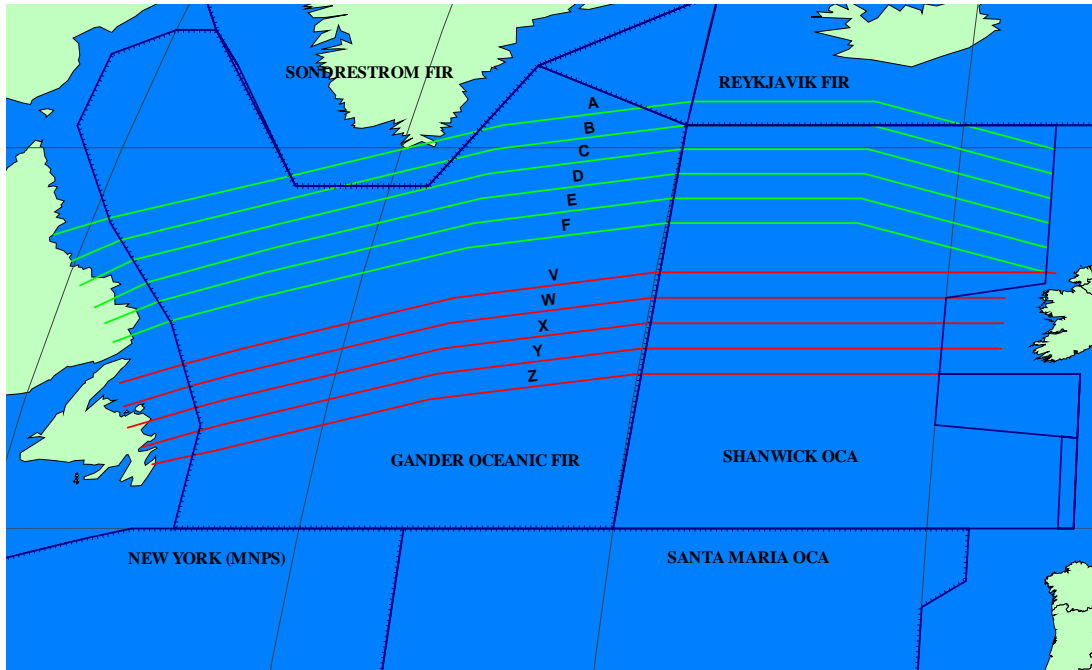 SONDRESTROM FIR
REYKJAVIK FIR
A
B
C
D
E
F
V
W
X
Y
Z
GANDER OCEANIC FIR
SHANWICK OCA
NEW YORK (MNPS)
SANTA MARIA OCA